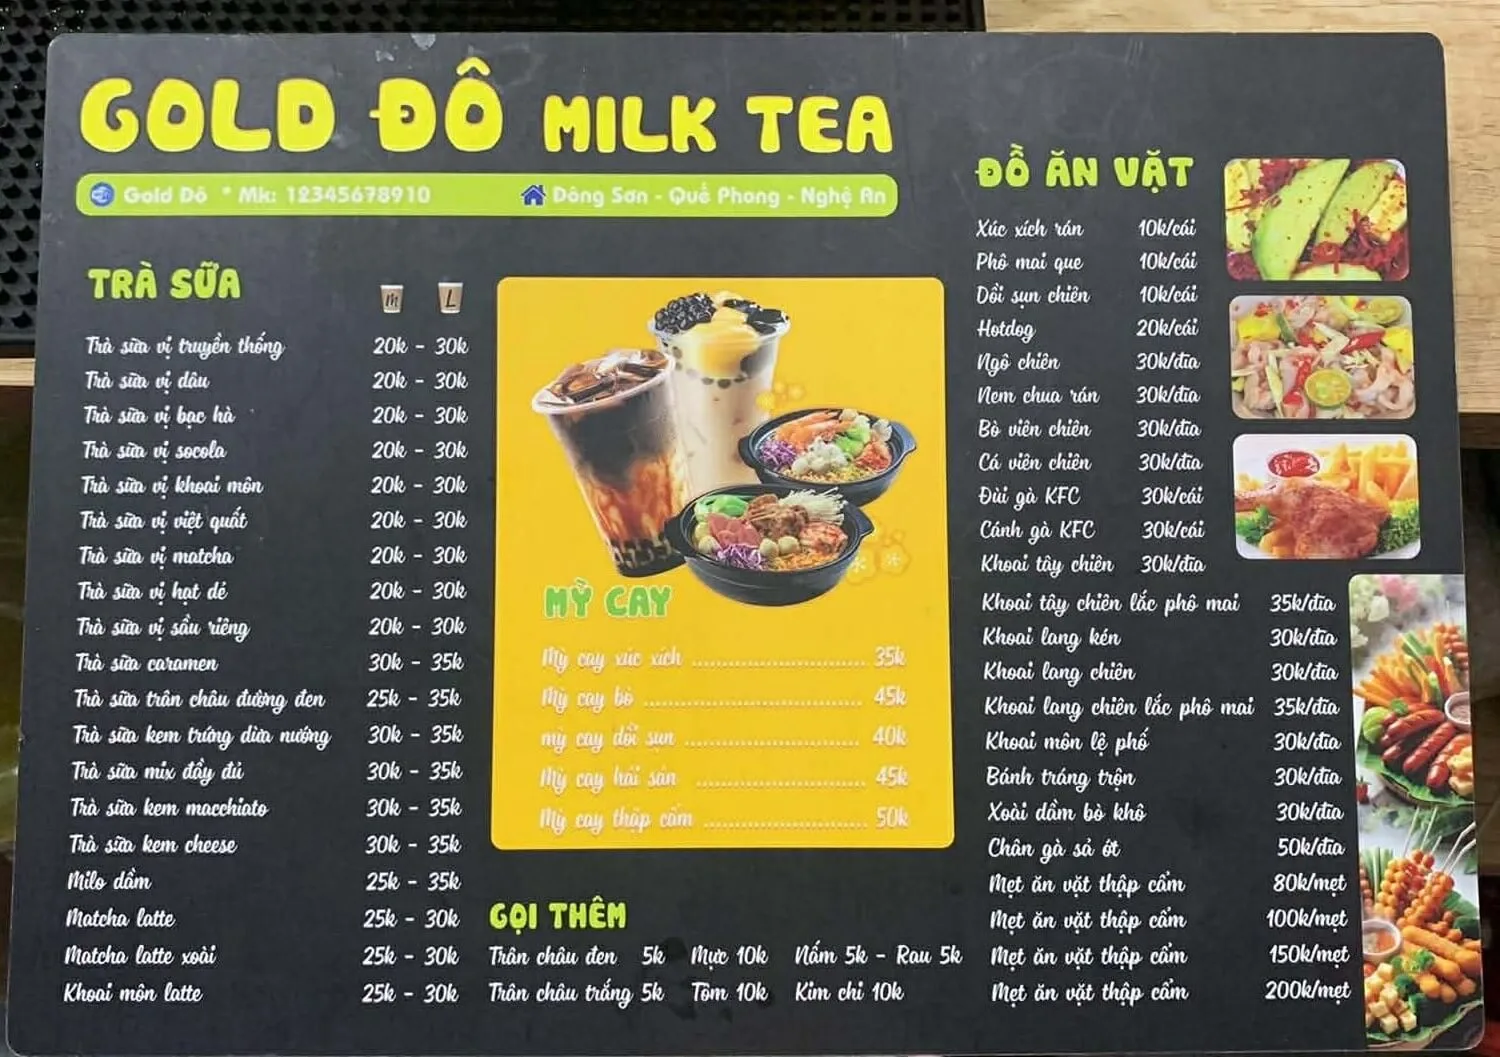 GOLD ĐÔ MILK TEA
Gold Đô * Mk: 12345678910
Đông Sơn - Quế Phong - Nghệ An
TRÀ SỮA
M L
Trà sữa vị truyền thống 20k - 30k
Trà sữa vị dâu 20k - 30k
Trà sữa vị bạc hà 20k - 30k
Trà sữa vị socola 20k - 30k
Trà sữa vị khoai môn 20k - 30k
Trà sữa vị việt quất 20k - 30k
Trà sữa vị matcha 20k - 30k
Trà sữa vị hạt dẻ 20k - 30k
Trà sữa vị sầu riêng 20k - 30k
Trà sữa caramen 30k - 35k
Trà sữa trân châu đường đen 25k - 35k
Trà sữa kem trứng dừa nướng 30k - 35k
Trà sữa mix đầy đủ 30k - 35k
Trà sữa kem macchiato 30k - 35k
Trà sữa kem cheese 30k - 35k
Milo dầm 25k - 35k
Matcha latte 25k - 30k
Matcha latte xoài 25k - 30k
Khoai môn latte 25k - 30k
MỲ CAY
Mỳ cay xúc xích ........................ 35k
Mỳ cay bò ........................ 45k
mỳ cay dồi sụn ........................ 40k
Mỳ cay hải sản ........................ 45k
Mỳ cay thập cẩm ........................ 50k
GỌI THÊM
Trân châu đen 5k Mực 10k Nấm 5k - Rau 5k
Trân châu trắng 5k Tôm 10k Kim chi 10k
ĐỒ ĂN VẶT
Xúc xích rán 10k/cái
Phô mai que 10k/cái
Dồi sụn chiên 10k/cái
Hotdog 20k/cái
Ngô chiên 30k/đĩa
Nem chua rán 30k/đĩa
Bò viên chiên 30k/đĩa
Cá viên chiên 30k/đĩa
Đùi gà KFC 30k/cái
Cánh gà KFC 30k/cái
Khoai tây chiên 30k/đĩa
Khoai tây chiên lắc phô mai 35k/đĩa
Khoai lang kén 30k/đĩa
Khoai lang chiên 30k/đĩa
Khoai lang chiên lắc phô mai 35k/đĩa
Khoai môn lệ phố 30k/đĩa
Bánh tráng trộn 30k/đĩa
Xoài dầm bò khô 30k/đĩa
Chân gà sả ớt 50k/đĩa
Mẹt ăn vặt thập cẩm 80k/mẹt
Mẹt ăn vặt thập cẩm 100k/mẹt
Mẹt ăn vặt thập cẩm 150k/mẹt
Mẹt ăn vặt thập cẩm 200k/mẹt